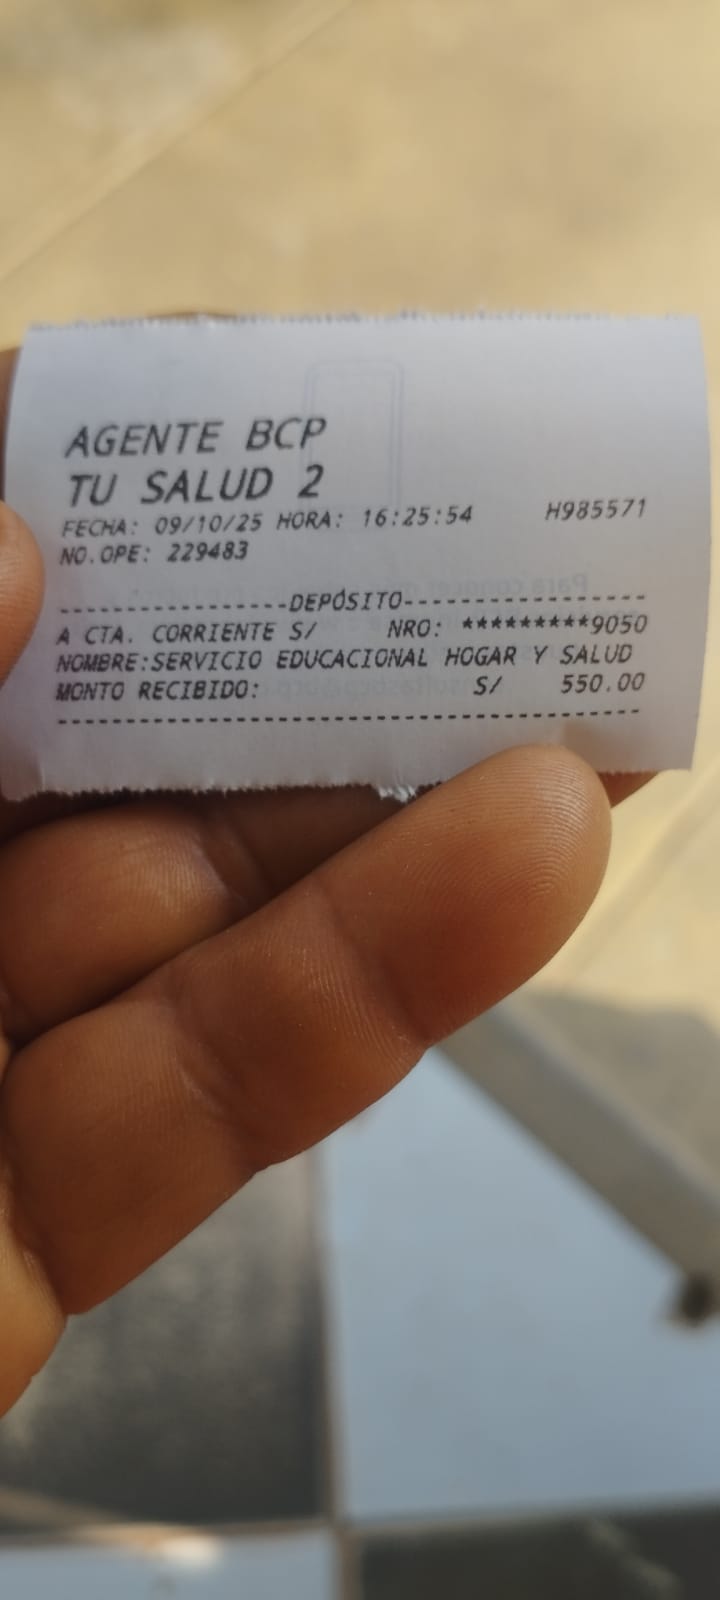 AGENTE BCP
TU SALUD 2
FECHA: 09/10/25 HORA: 16:25:54 H985571
NO.OPE: 229483
-----------------DEPÓSITO------------------
A CTA. CORRIENTE S/ NRO: *********9050
NOMBRE:SERVICIO EDUCACIONAL HOGAR Y SALUD
MONTO RECIBIDO: S/ 550.00
-------------------------------------------